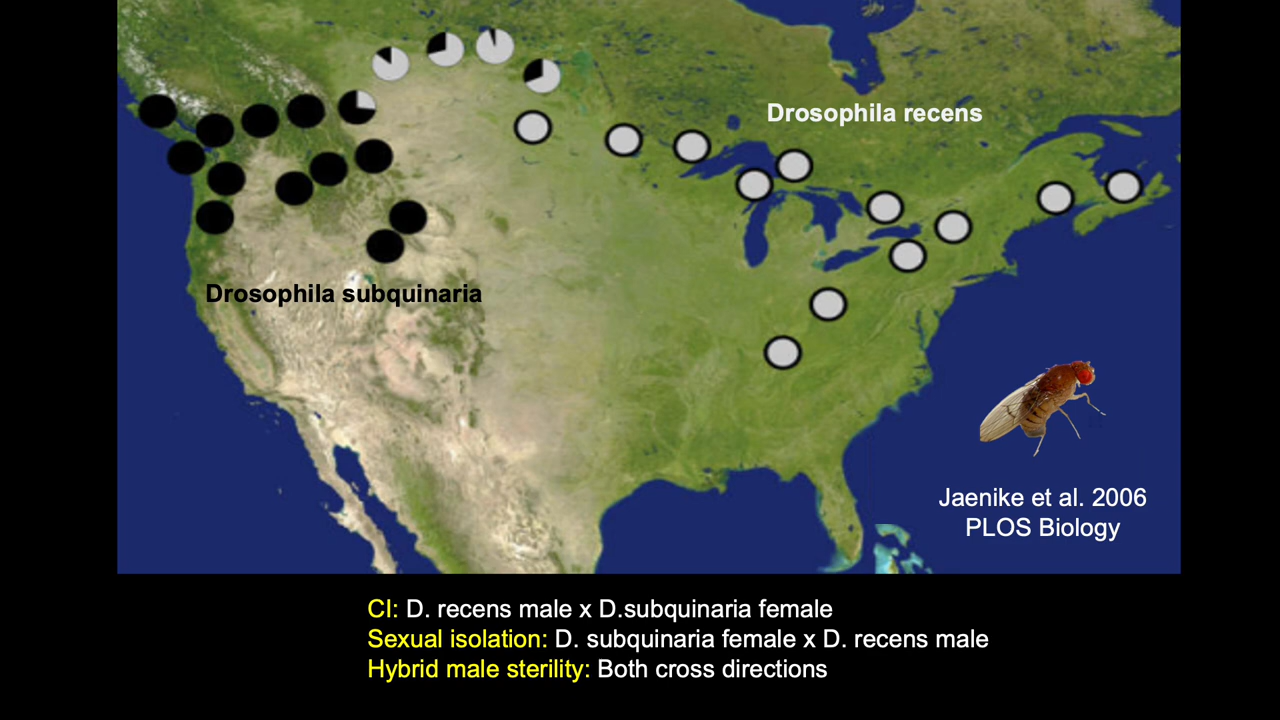 Drosophila recens
Drosophila subquinaria
Jaenike et al. 2006
PLOS Biology
CI: D. recens male x D.subquinaria female
Sexual isolation: D. subquinaria female x D. recens male
Hybrid male sterility: Both cross directions